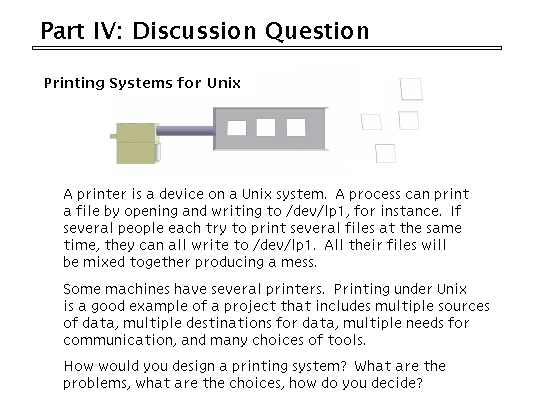 Part IV: Discussion Question
Printing Systems for Unix
A printer is a device on a Unix system. A process can print
a file by opening and writing to /dev/lp1, for instance. If
several people each try to print several files at the same
time, they can all write to /dev/lp1. All their files will
be mixed together producing a mess.
Some machines have several printers. Printing under Unix
is a good example of a project that includes multiple sources
of data, multiple destinations for data, multiple needs for
communication, and many choices of tools.
How would you design a printing system? What are the
problems, what are the choices, how do you decide?